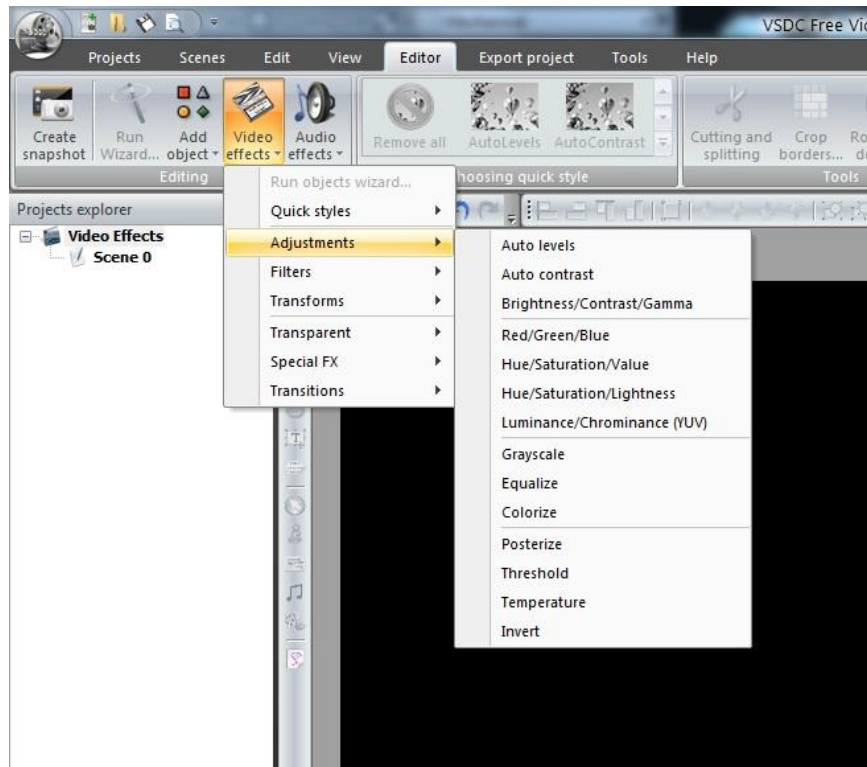 VSDC Free Vi
Projects Scenes Edit View Editor Export project Tools Help
Create snapshot
Run Wizard...
Add object
Video effects
Audio effects
Remove all
AutoLevels
AutoContrast
Cutting and splitting
Crop borders...
Editing
hoosing quick style
Tools
Projects explorer
Video Effects
Scene 0
Run objects wizard...
Quick styles
Adjustments
Filters
Transforms
Transparent
Special FX
Transitions
Auto levels
Auto contrast
Brightness/Contrast/Gamma
Red/Green/Blue
Hue/Saturation/Value
Hue/Saturation/Lightness
Luminance/Chrominance (YUV)
Grayscale
Equalize
Colorize
Posterize
Threshold
Temperature
Invert